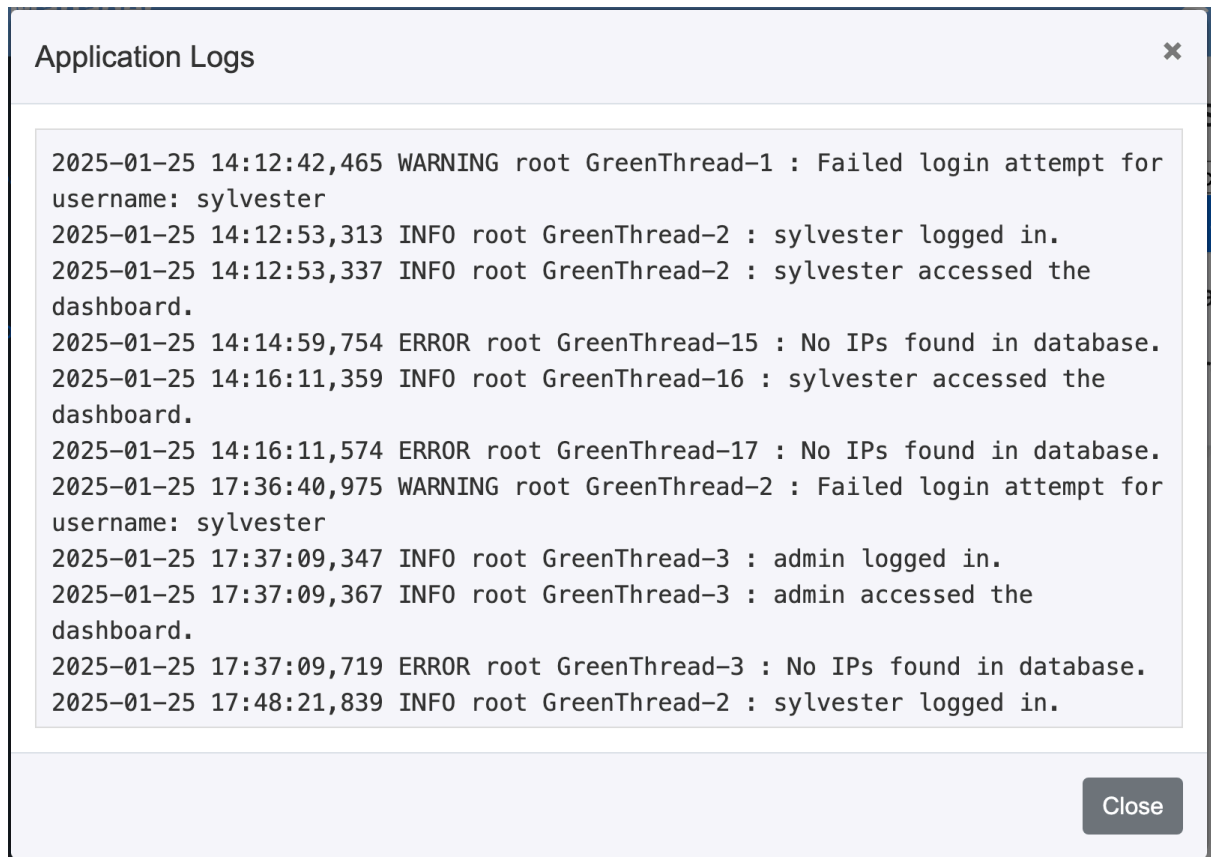 Application Logs
×
2025-01-25 14:12:42,465 WARNING root GreenThread-1 : Failed login attempt for
username: sylvester
2025-01-25 14:12:53,313 INFO root GreenThread-2 : sylvester logged in.
2025-01-25 14:12:53,337 INFO root GreenThread-2 : sylvester accessed the
dashboard.
2025-01-25 14:14:59,754 ERROR root GreenThread-15 : No IPs found in database.
2025-01-25 14:16:11,359 INFO root GreenThread-16 : sylvester accessed the
dashboard.
2025-01-25 14:16:11,574 ERROR root GreenThread-17 : No IPs found in database.
2025-01-25 17:36:40,975 WARNING root GreenThread-2 : Failed login attempt for
username: sylvester
2025-01-25 17:37:09,347 INFO root GreenThread-3 : admin logged in.
2025-01-25 17:37:09,367 INFO root GreenThread-3 : admin accessed the
dashboard.
2025-01-25 17:37:09,719 ERROR root GreenThread-3 : No IPs found in database.
2025-01-25 17:48:21,839 INFO root GreenThread-2 : sylvester logged in.
Close